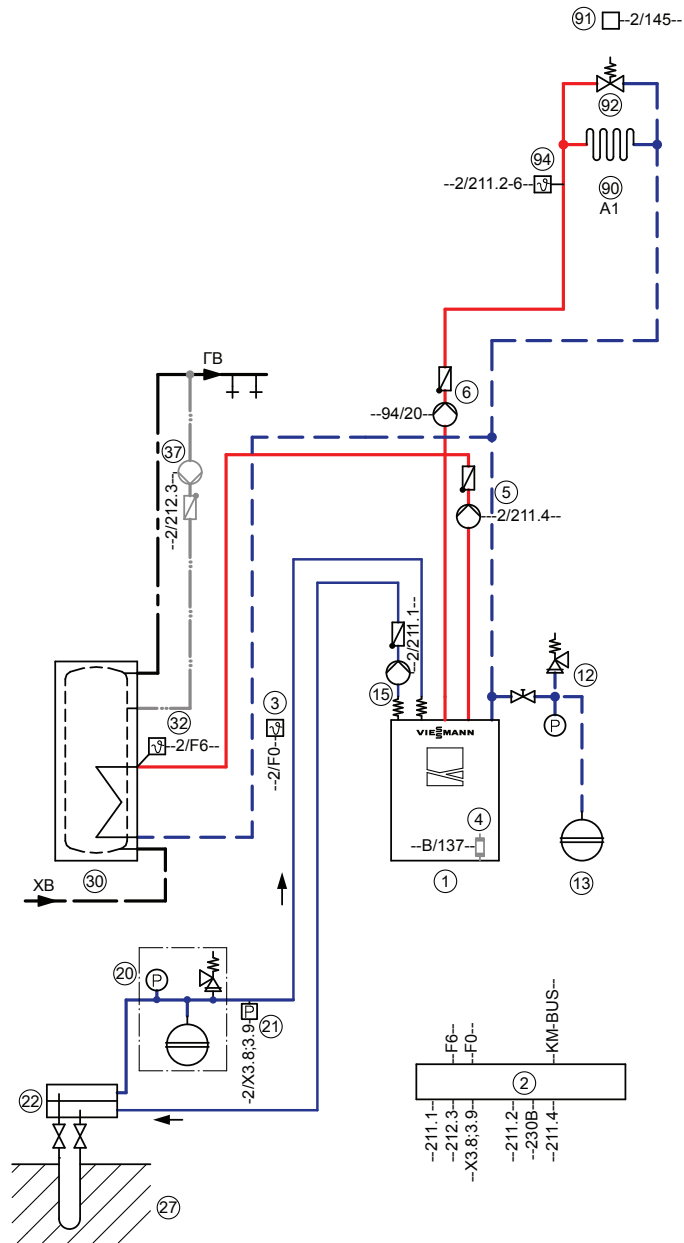 91 --2/145--
92
94
--2/211.2-6--
90
A1
ГВ
6
--94/20--
37
--2/212.3--
5
---2/211.4--
--2/211.1--
15
12
P
3
32
--2/F6--
--2/F0--
VIESMANN
4
--B/137--
30
1
13
ХВ
20
P
P
21
-2/X3.8;3.9-
22
27
--F6--
--F0--
--KM-BUS--
2
--211.1--
--212.3--
--X3.8;3.9--
--211.2--
--230B--
--211.4--